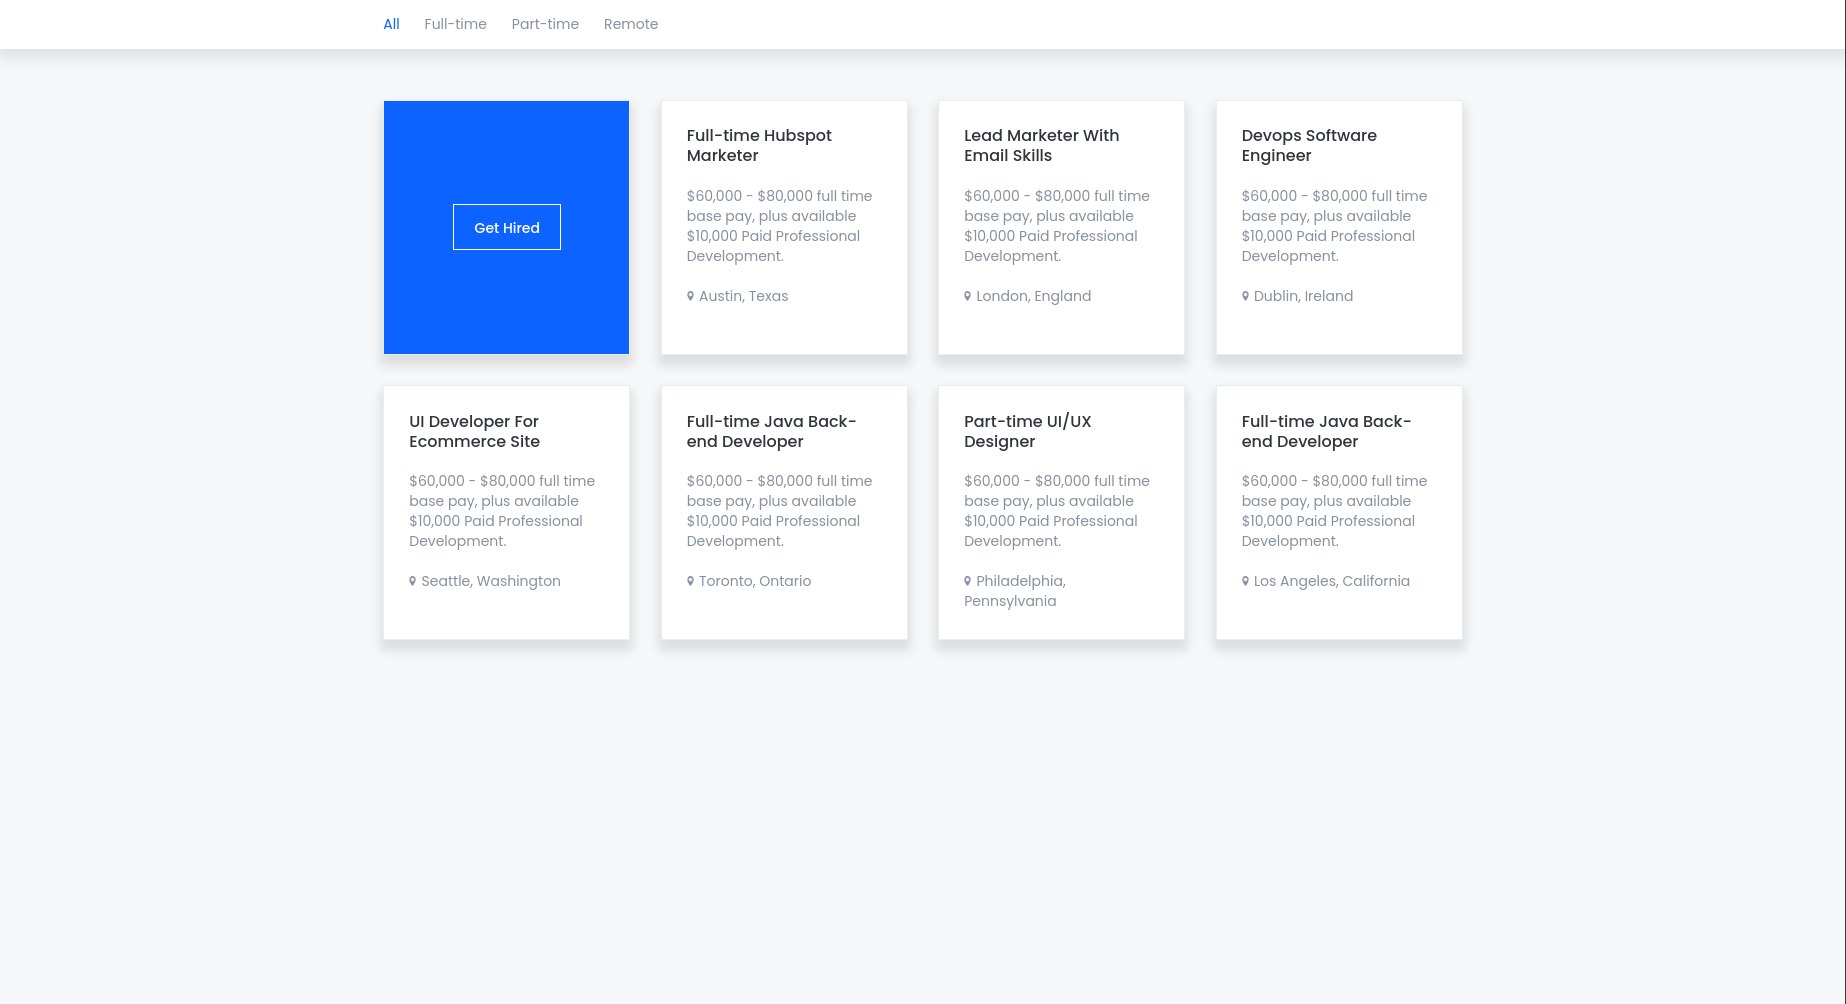 All
Full-time
Part-time
Remote
Get Hired
Full-time Hubspot
Marketer
$60,000 - $80,000 full time
base pay, plus available
$10,000 Paid Professional
Development.
Austin, Texas
Lead Marketer With
Email Skills
$60,000 - $80,000 full time
base pay, plus available
$10,000 Paid Professional
Development.
London, England
Devops Software
Engineer
$60,000 - $80,000 full time
base pay, plus available
$10,000 Paid Professional
Development.
Dublin, Ireland
UI Developer For
Ecommerce Site
$60,000 - $80,000 full time
base pay, plus available
$10,000 Paid Professional
Development.
Seattle, Washington
Full-time Java Back-
end Developer
$60,000 - $80,000 full time
base pay, plus available
$10,000 Paid Professional
Development.
Toronto, Ontario
Part-time UI/UX
Designer
$60,000 - $80,000 full time
base pay, plus available
$10,000 Paid Professional
Development.
Philadelphia,
Pennsylvania
Full-time Java Back-
end Developer
$60,000 - $80,000 full time
base pay, plus available
$10,000 Paid Professional
Development.
Los Angeles, California